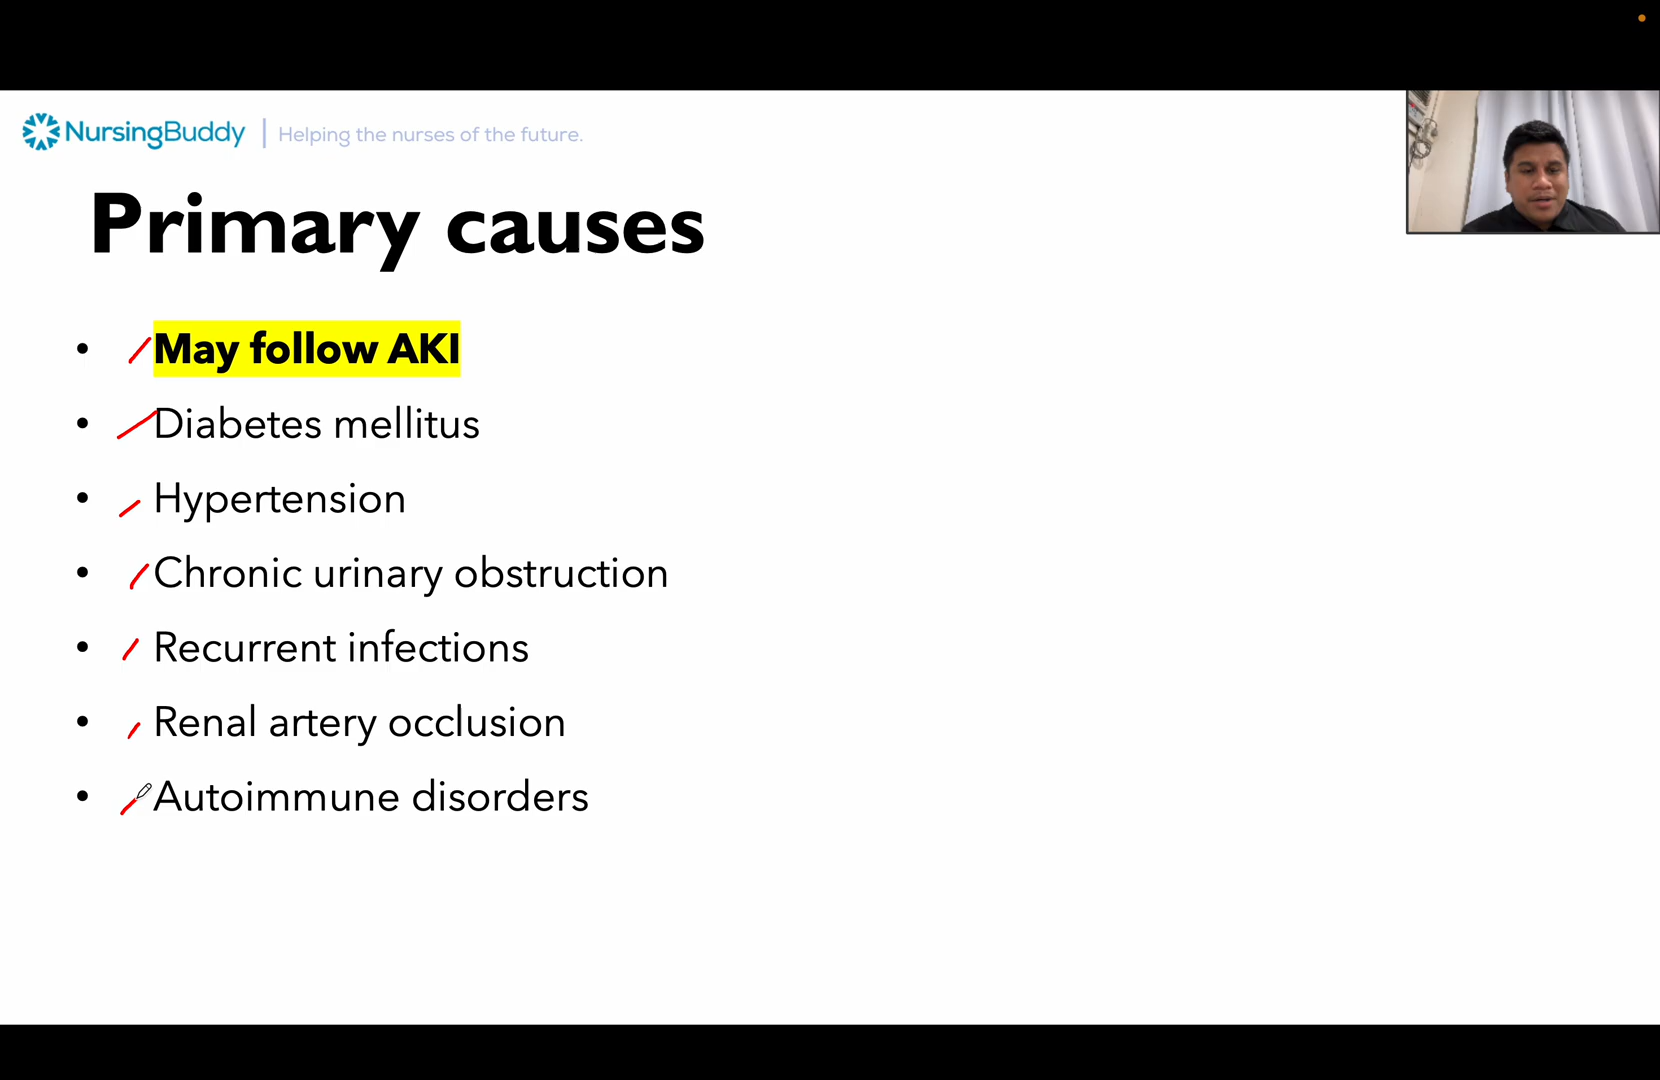 NursingBuddy | Helping the nurses of the future.
Primary causes
• May follow AKI
• Diabetes mellitus
• Hypertension
• Chronic urinary obstruction
• Recurrent infections
• Renal artery occlusion
• Autoimmune disorders